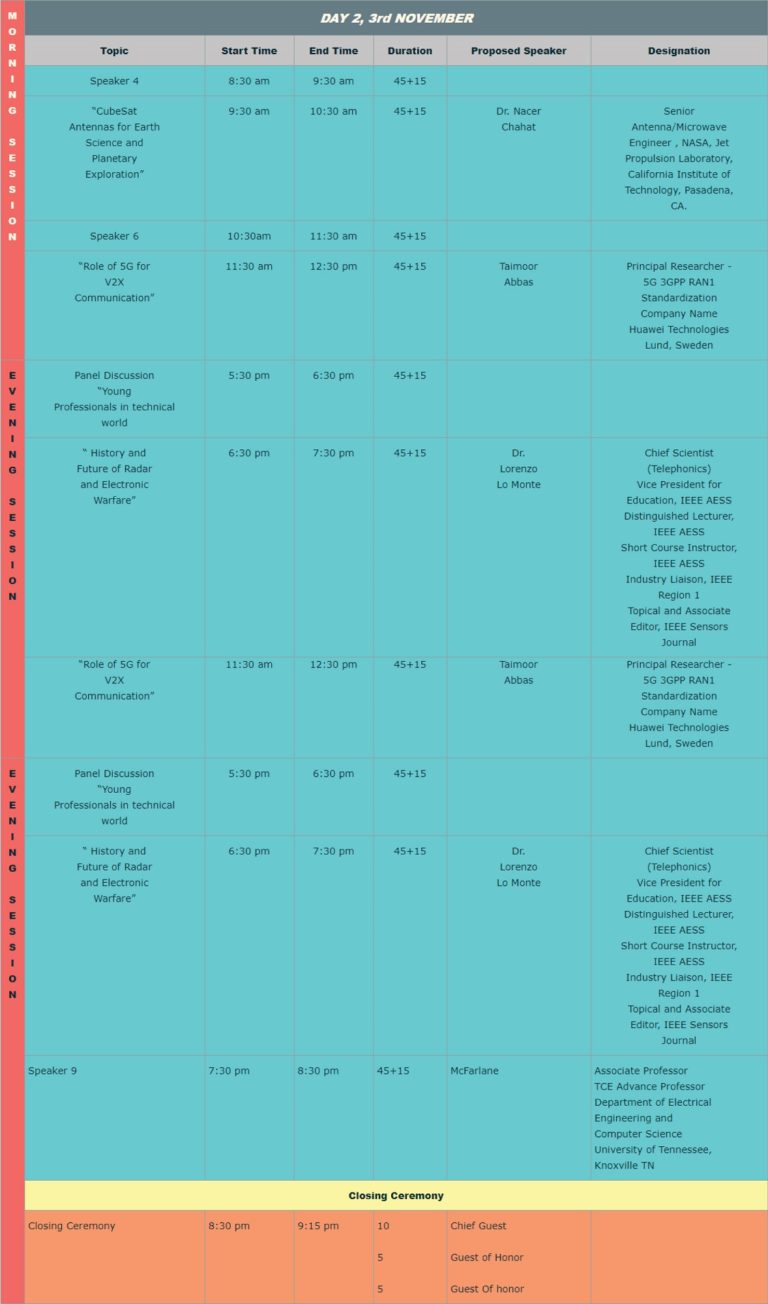 DAY 2, 3rd NOVEMBER
MORNING SESSION
Topic Start Time End Time Duration Proposed Speaker Designation
Speaker 4 8:30 am 9:30 am 45+15
“CubeSat 9:30 am 10:30 am 45+15 Dr. Nacer Senior
Antennas for Earth Chahat Antenna/Microwave
Science and Engineer , NASA, Jet
Planetary Propulsion Laboratory,
Exploration” California Institute of
Technology, Pasadena,
CA.
Speaker 6 10:30am 11:30 am 45+15
“Role of 5G for 11:30 am 12:30 pm 45+15 Taimoor Principal Researcher -
V2X Abbas 5G 3GPP RAN1
Communication” Standardization
Company Name
Huawei Technologies
Lund, Sweden
EVENING SESSION
Panel Discussion 5:30 pm 6:30 pm 45+15
“Young
Professionals in technical
world
“ History and 6:30 pm 7:30 pm 45+15 Dr. Chief Scientist
Future of Radar Lorenzo (Telephonics)
and Electronic Lo Monte Vice President for
Warfare” Education, IEEE AESS
Distinguished Lecturer,
IEEE AESS
Short Course Instructor,
IEEE AESS
Industry Liaison, IEEE
Region 1
Topical and Associate
Editor, IEEE Sensors
Journal
“Role of 5G for 11:30 am 12:30 pm 45+15 Taimoor Principal Researcher -
V2X Abbas 5G 3GPP RAN1
Communication” Standardization
Company Name
Huawei Technologies
Lund, Sweden
EVENING SESSION
Panel Discussion 5:30 pm 6:30 pm 45+15
“Young
Professionals in technical
world
“ History and 6:30 pm 7:30 pm 45+15 Dr. Chief Scientist
Future of Radar Lorenzo (Telephonics)
and Electronic Lo Monte Vice President for
Warfare” Education, IEEE AESS
Distinguished Lecturer,
IEEE AESS
Short Course Instructor,
IEEE AESS
Industry Liaison, IEEE
Region 1
Topical and Associate
Editor, IEEE Sensors
Journal
Speaker 9 7:30 pm 8:30 pm 45+15 McFarlane Associate Professor
TCE Advance Professor
Department of Electrical
Engineering and
Computer Science
University of Tennessee,
Knoxville TN
Closing Ceremony
Closing Ceremony 8:30 pm 9:15 pm 10 Chief Guest
5 Guest of Honor
5 Guest Of honor